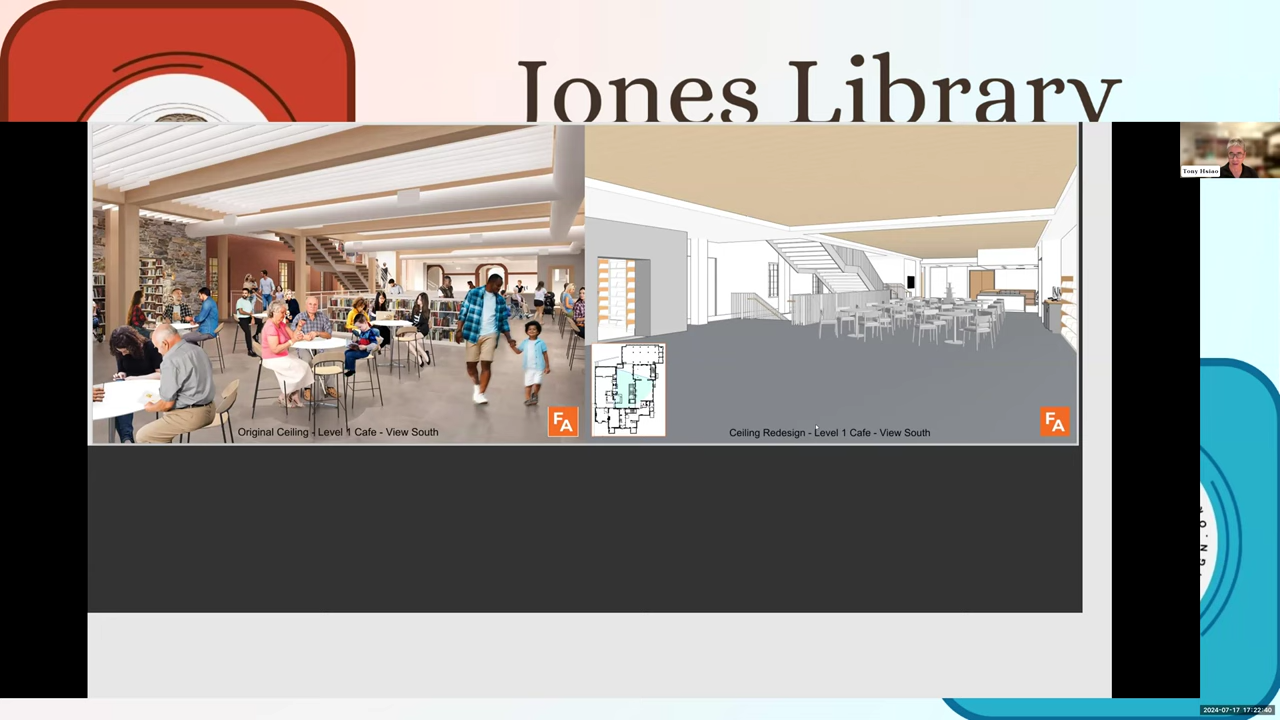 Jones Library
Tony Hsiao
Original Ceiling - Level 1 Cafe - View South
FA
Ceiling Redesign - Level 1 Cafe - View South
FA
GN.O
2024-07-17 17:22:40